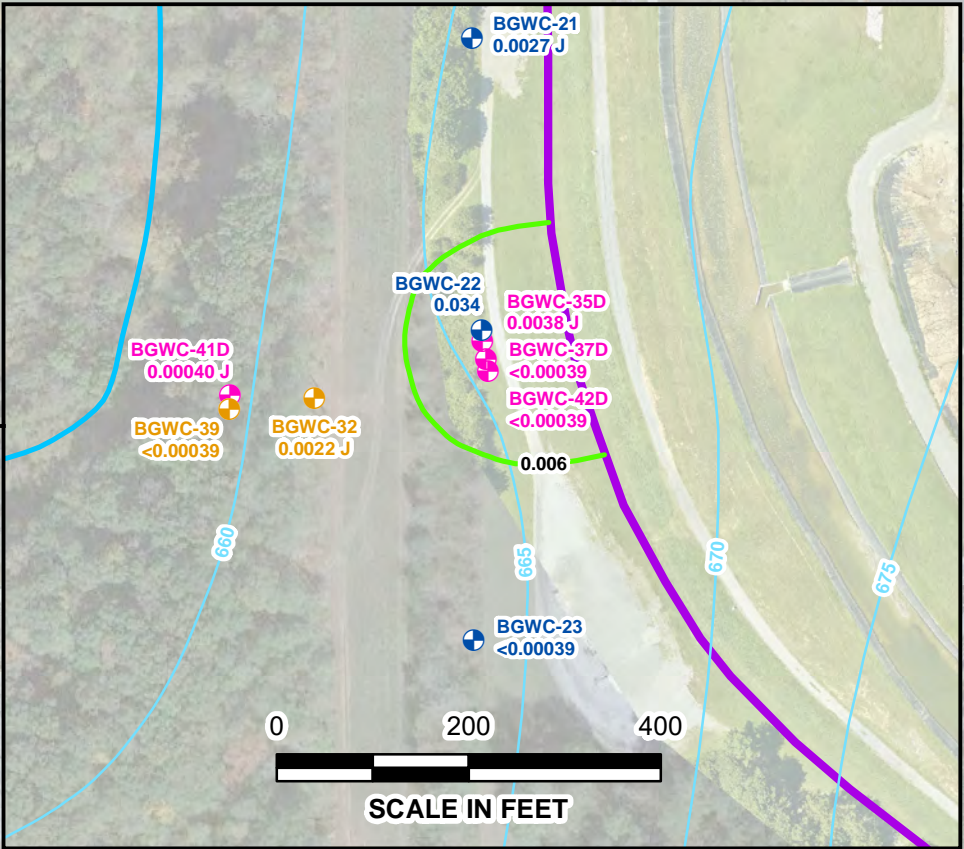 BGWC-21
0.0027 J
BGWC-22
0.034
BGWC-35D
0.0038 J
BGWC-37D
<0.00039
BGWC-42D
<0.00039
BGWC-41D
0.00040 J
BGWC-39
<0.00039
BGWC-32
0.0022 J
0.006
660
665
670
675
BGWC-23
<0.00039
0 200 400
SCALE IN FEET